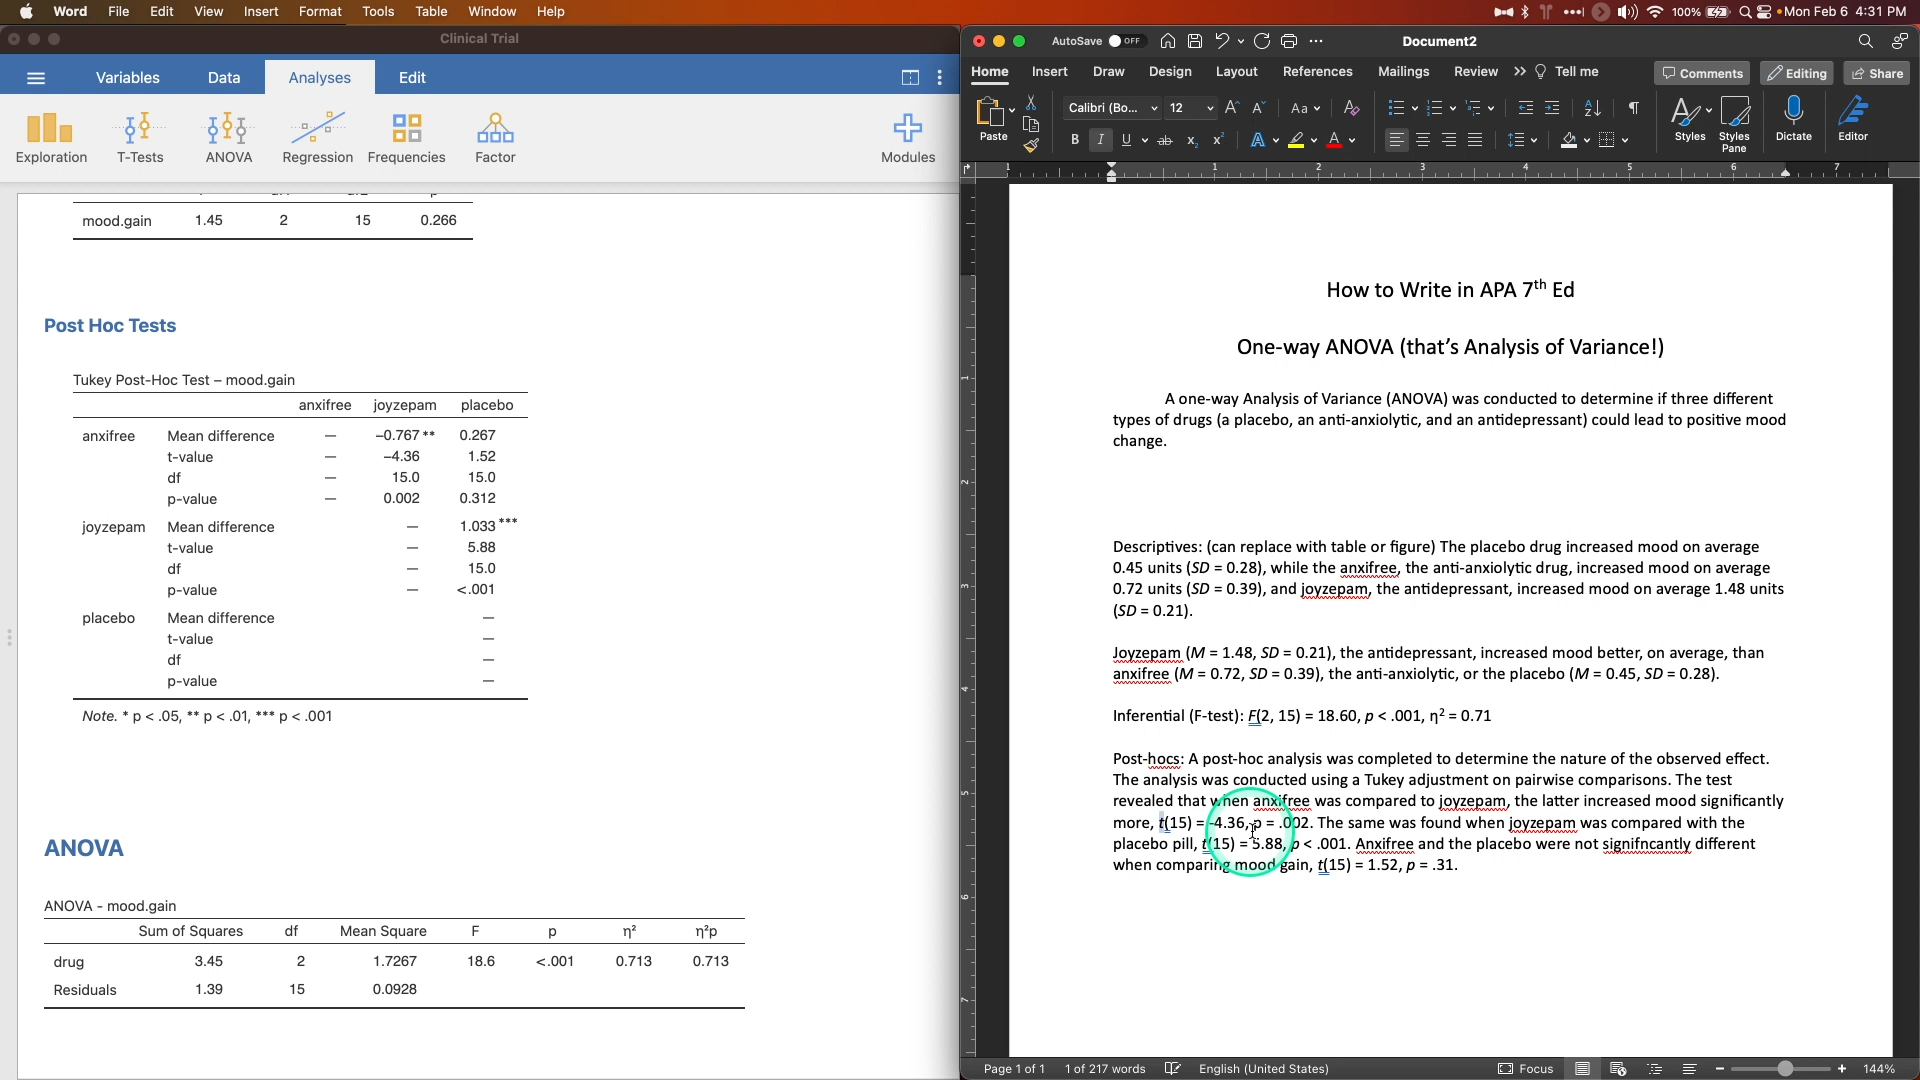 Word File Edit View Insert Format Tools Table Window Help 100% Mon Feb 6 4:31 PM
Clinical Trial
Variables Data Analyses Edit
Exploration T-Tests ANOVA Regression Frequencies Factor Modules
mood.gain 1.45 2 15 0.266
Post Hoc Tests
Tukey Post-Hoc Test – mood.gain
anxifree joyzepam placebo
anxifree Mean difference — −0.767 ** 0.267
t-value — −4.36 1.52
df — 15.0 15.0
p-value — 0.002 0.312
joyzepam Mean difference — 1.033 ***
t-value — 5.88
df — 15.0
p-value — <.001
placebo Mean difference —
t-value —
df —
p-value —
Note. * p < .05, ** p < .01, *** p < .001
ANOVA
ANOVA - mood.gain
Sum of Squares df Mean Square F p η² η²p
drug 3.45 2 1.7267 18.6 <.001 0.713 0.713
Residuals 1.39 15 0.0928
AutoSave OFF Document2
Home Insert Draw Design Layout References Mailings Review Tell me Comments Editing Share
Paste Calibri (Bo... 12 Styles Styles Pane Dictate Editor
How to Write in APA 7th Ed
One-way ANOVA (that’s Analysis of Variance!)
A one-way Analysis of Variance (ANOVA) was conducted to determine if three different
types of drugs (a placebo, an anti-anxiolytic, and an antidepressant) could lead to positive mood
change.
Descriptives: (can replace with table or figure) The placebo drug increased mood on average
0.45 units (SD = 0.28), while the anxifree, the anti-anxiolytic drug, increased mood on average
0.72 units (SD = 0.39), and joyzepam, the antidepressant, increased mood on average 1.48 units
(SD = 0.21).
Joyzepam (M = 1.48, SD = 0.21), the antidepressant, increased mood better, on average, than
anxifree (M = 0.72, SD = 0.39), the anti-anxiolytic, or the placebo (M = 0.45, SD = 0.28).
Inferential (F-test): F(2, 15) = 18.60, p < .001, η² = 0.71
Post-hocs: A post-hoc analysis was completed to determine the nature of the observed effect.
The analysis was conducted using a Tukey adjustment on pairwise comparisons. The test
revealed that when anxifree was compared to joyzepam, the latter increased mood significantly
more, t(15) = -4.36, p = .002. The same was found when joyzepam was compared with the
placebo pill, t(15) = 5.88, p < .001. Anxifree and the placebo were not signifncantly different
when comparing mood gain, t(15) = 1.52, p = .31.
Page 1 of 1 1 of 217 words English (United States) Focus 144%